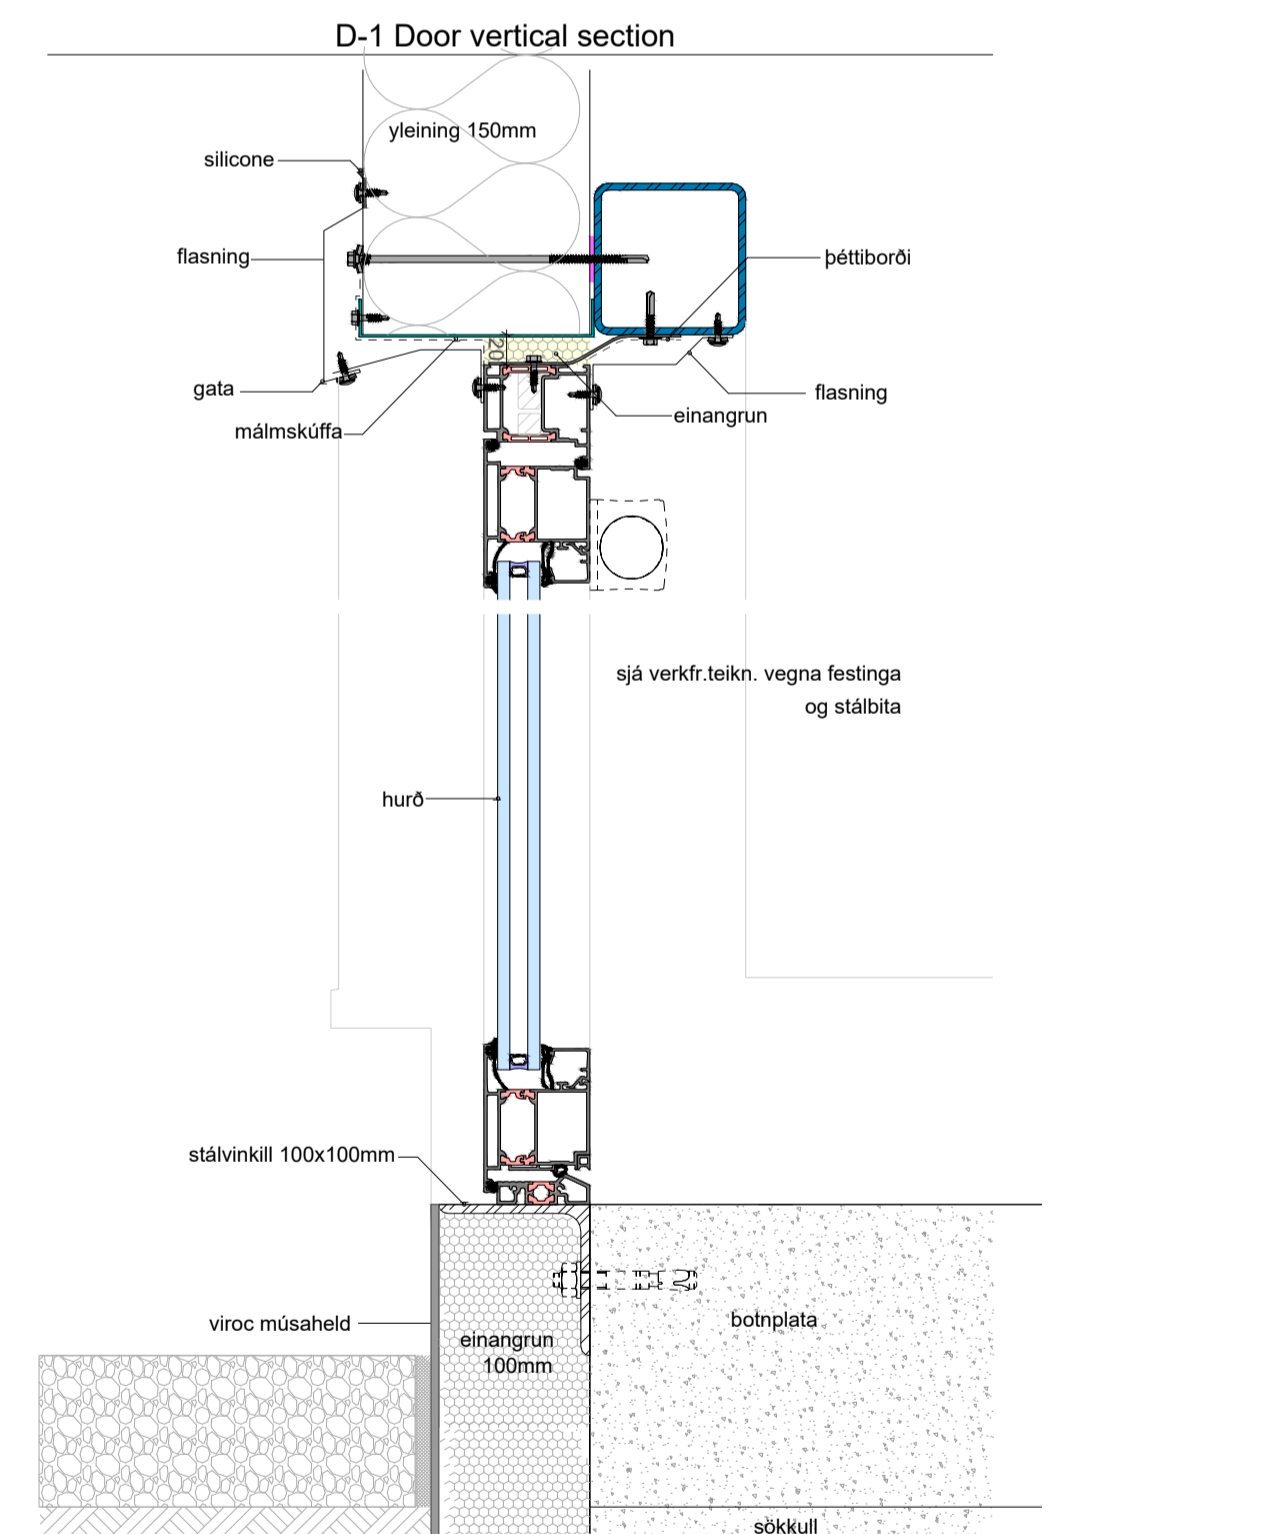 D-1 Door vertical section
yleining 150mm
silicone
flasning
þéttiborði
20
gata
flasning
einangrun
málmskúffa
sjá verkfr.teikn. vegna festinga
og stálbita
hurð
stálvinkill 100x100mm
viroc músaheld
botnplata
einangrun
100mm
sökkull